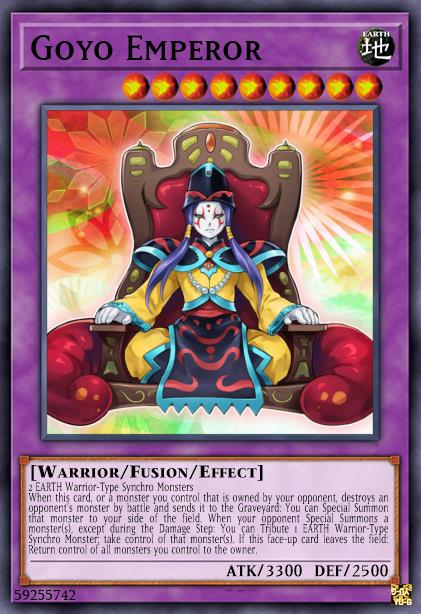 GOYO EMPEROR
EARTH
地
[WARRIOR/FUSION/EFFECT]
2 EARTH Warrior-Type Synchro Monsters
When this card, or a monster you control that is owned by your opponent, destroys an
opponent's monster by battle and sends it to the Graveyard: You can Special Summon
that monster to your side of the field. When your opponent Special Summons a
monster(s), except during the Damage Step: You can Tribute 1 EARTH Warrior-Type
Synchro Monster; take control of that monster(s). If this face-up card leaves the field:
Return control of all monsters you control to the owner.
ATK/3300 DEF/2500
59255742